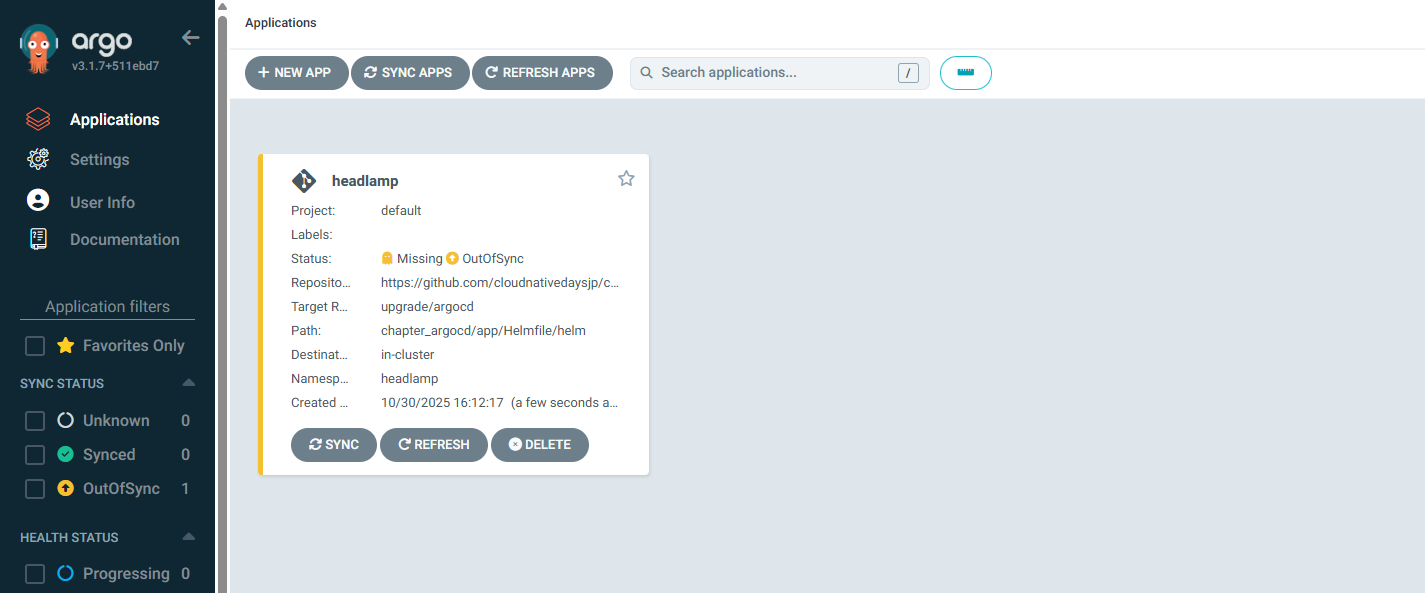 argo
v3.1.7+511ebd7
Applications
Settings
User Info
Documentation
Application filters
Favorites Only
SYNC STATUS
Unknown 0
Synced 0
OutOfSync 1
HEALTH STATUS
Progressing 0
Applications
+ NEW APP SYNC APPS REFRESH APPS Search applications... /
headlamp
Project: default
Labels:
Status: Missing OutOfSync
Reposito... https://github.com/cloudnativedaysjp/c...
Target R... upgrade/argocd
Path: chapter_argocd/app/Helmfile/helm
Destinat... in-cluster
Namesp... headlamp
Created ... 10/30/2025 16:12:17 (a few seconds a...
SYNC REFRESH DELETE